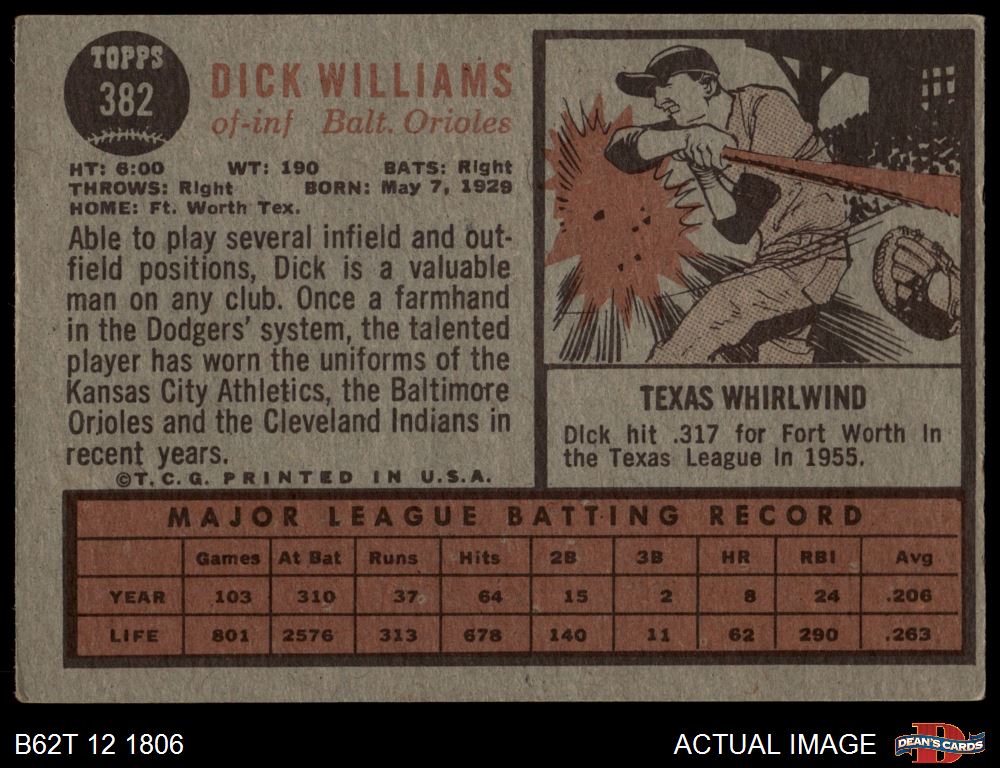 TOPPS
382
DICK WILLIAMS
of-inf Balt. Orioles
HT: 6:00 WT: 190 BATS: Right
THROWS: Right BORN: May 7, 1929
HOME: Ft. Worth Tex.
Able to play several infield and out-
field positions, Dick is a valuable
man on any club. Once a farmhand
in the Dodgers' system, the talented
player has worn the uniforms of the
Kansas City Athletics, the Baltimore
Orioles and the Cleveland Indians in
recent years.
©T.C.G. PRINTED IN U.S.A.
TEXAS WHIRLWIND
Dick hit .317 for Fort Worth in
the Texas League in 1955.
MAJOR LEAGUE BATTING RECORD
Games At Bat Runs Hits 2B 3B HR RBI Avg
YEAR 103 310 37 64 15 2 8 24 .206
LIFE 801 2576 313 678 140 11 62 290 .263
B62T 12 1806
ACTUAL IMAGE
D
DEAN'S CARDS